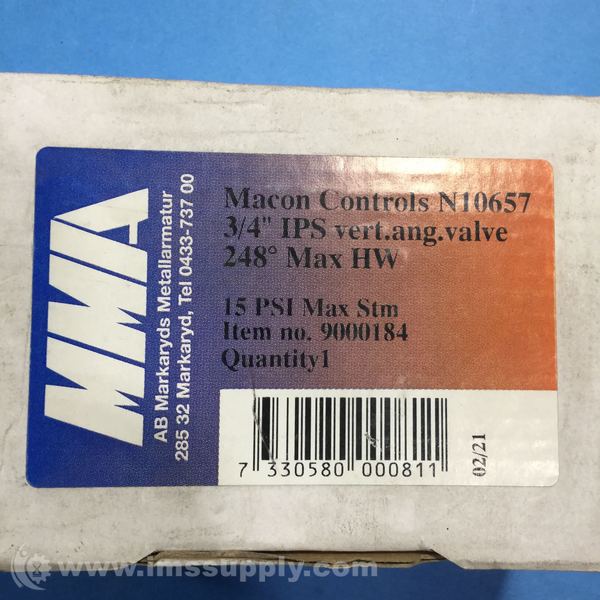 MMA
AB Markaryds Metallarmatur
285 32 Markaryd, Tel 0433-737 00
Macon Controls N10657
3/4" IPS vert.ang.valve
248° Max HW
15 PSI Max Stm
Item no. 9000184
Quantity1
7 330580 000811
02/21
www.imssupply.com